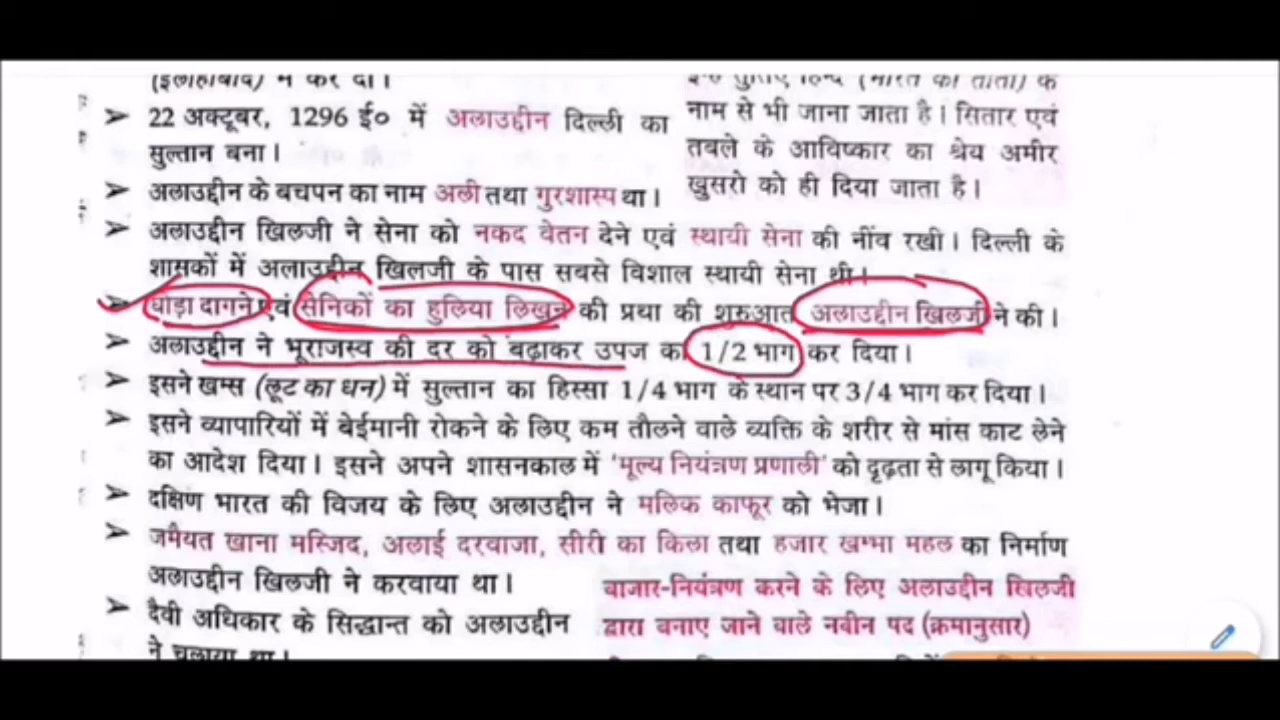 (इलाहाबाद) में कर दी।
22 अक्टूबर, 1296 ई० में अलाउद्दीन दिल्ली का
सुल्तान बना।
अलाउद्दीन के बचपन का नाम अली तथा गुरशास्प था।
(भारत का तोता) के
नाम से भी जाना जाता है। सितार एवं
तबले के आविष्कार का श्रेय अमीर
खुसरो को ही दिया जाता है।
अलाउद्दीन खिलजी ने सेना को नकद वेतन देने एवं स्थायी सेना की नींव रखी। दिल्ली के
शासकों में अलाउद्दीन खिलजी के पास सबसे विशाल स्थायी सेना थी।
घोड़ा दागने एवं सैनिकों का हुलिया लिखने की प्रथा की शुरुआत अलाउद्दीन खिलजी ने की।
अलाउद्दीन ने भूराजस्व की दर को बढ़ाकर उपज का 1/2 भाग कर दिया।
इसने खम्स (लूट का धन) में सुल्तान का हिस्सा 1/4 भाग के स्थान पर 3/4 भाग कर दिया।
इसने व्यापारियों में बेईमानी रोकने के लिए कम तौलने वाले व्यक्ति के शरीर से मांस काट लेने
का आदेश दिया। इसने अपने शासनकाल में 'मूल्य नियंत्रण प्रणाली' को दृढ़ता से लागू किया।
दक्षिण भारत की विजय के लिए अलाउद्दीन ने मलिक काफूर को भेजा।
जमैयत खाना मस्जिद, अलाई दरवाजा, सीरी का किला तथा हजार खम्भा महल का निर्माण
अलाउद्दीन खिलजी ने करवाया था।
दैवी अधिकार के सिद्धान्त को अलाउद्दीन
ने चलाया था।
बाजार-नियंत्रण करने के लिए अलाउद्दीन खिलजी
द्वारा बनाए जाने वाले नवीन पद (क्रमानुसार)